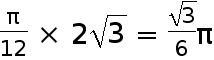 π/12 × 2√3 = √3/6 π